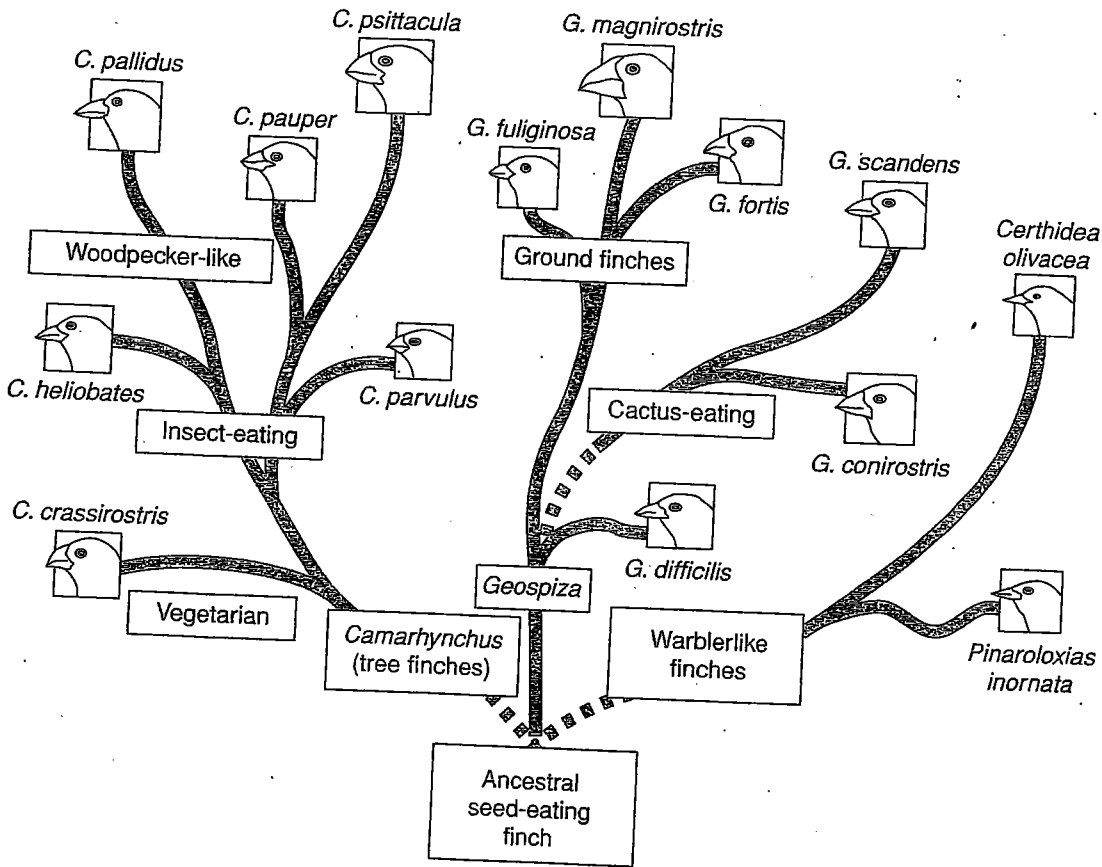 C. psittacula
G. magnirostris
C. pallidus
C. pauper
G. fuliginosa
G. scandens
G. fortis
Certhidea
olivacea
Woodpecker-like
Ground finches
C. heliobates
C. parvulus
Cactus-eating
Insect-eating
G. conirostris
C. crassirostris
G. difficilis
Geospiza
Vegetarian
Camarhynchus
(tree finches)
Warblerlike
finches
Pinaroloxias
inornata
Ancestral
seed-eating
finch